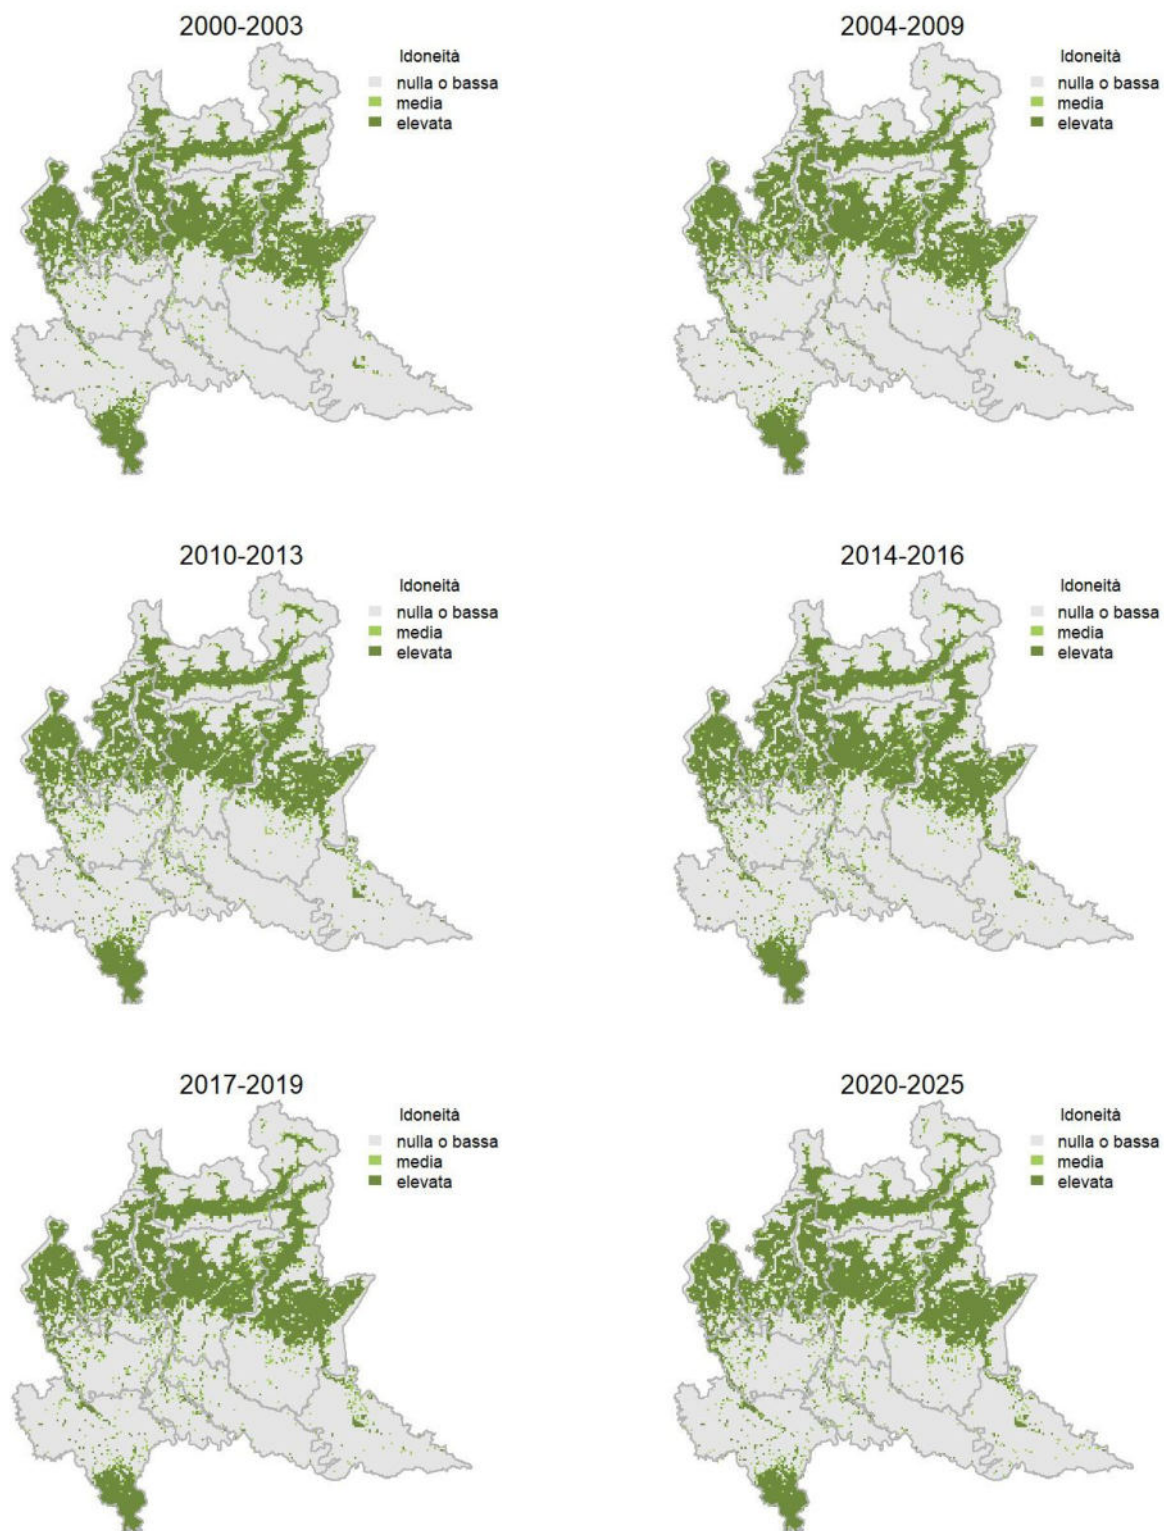 2000-2003
Idoneità
nulla o bassa
media
elevata
2004-2009
Idoneità
nulla o bassa
media
elevata
2010-2013
Idoneità
nulla o bassa
media
elevata
2014-2016
Idoneità
nulla o bassa
media
elevata
2017-2019
Idoneità
nulla o bassa
media
elevata
2020-2025
Idoneità
nulla o bassa
media
elevata